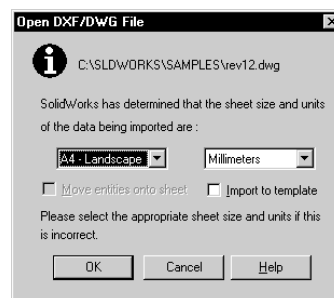 Open DXF/DWG File
C:\SLDWORKS\SAMPLES\rev12.dwg
SolidWorks has determined that the sheet size and units
of the data being imported are :
A4 - Landscape Millimeters
Move entities onto sheet Import to template
Please select the appropriate sheet size and units if this
is incorrect.
OK Cancel Help